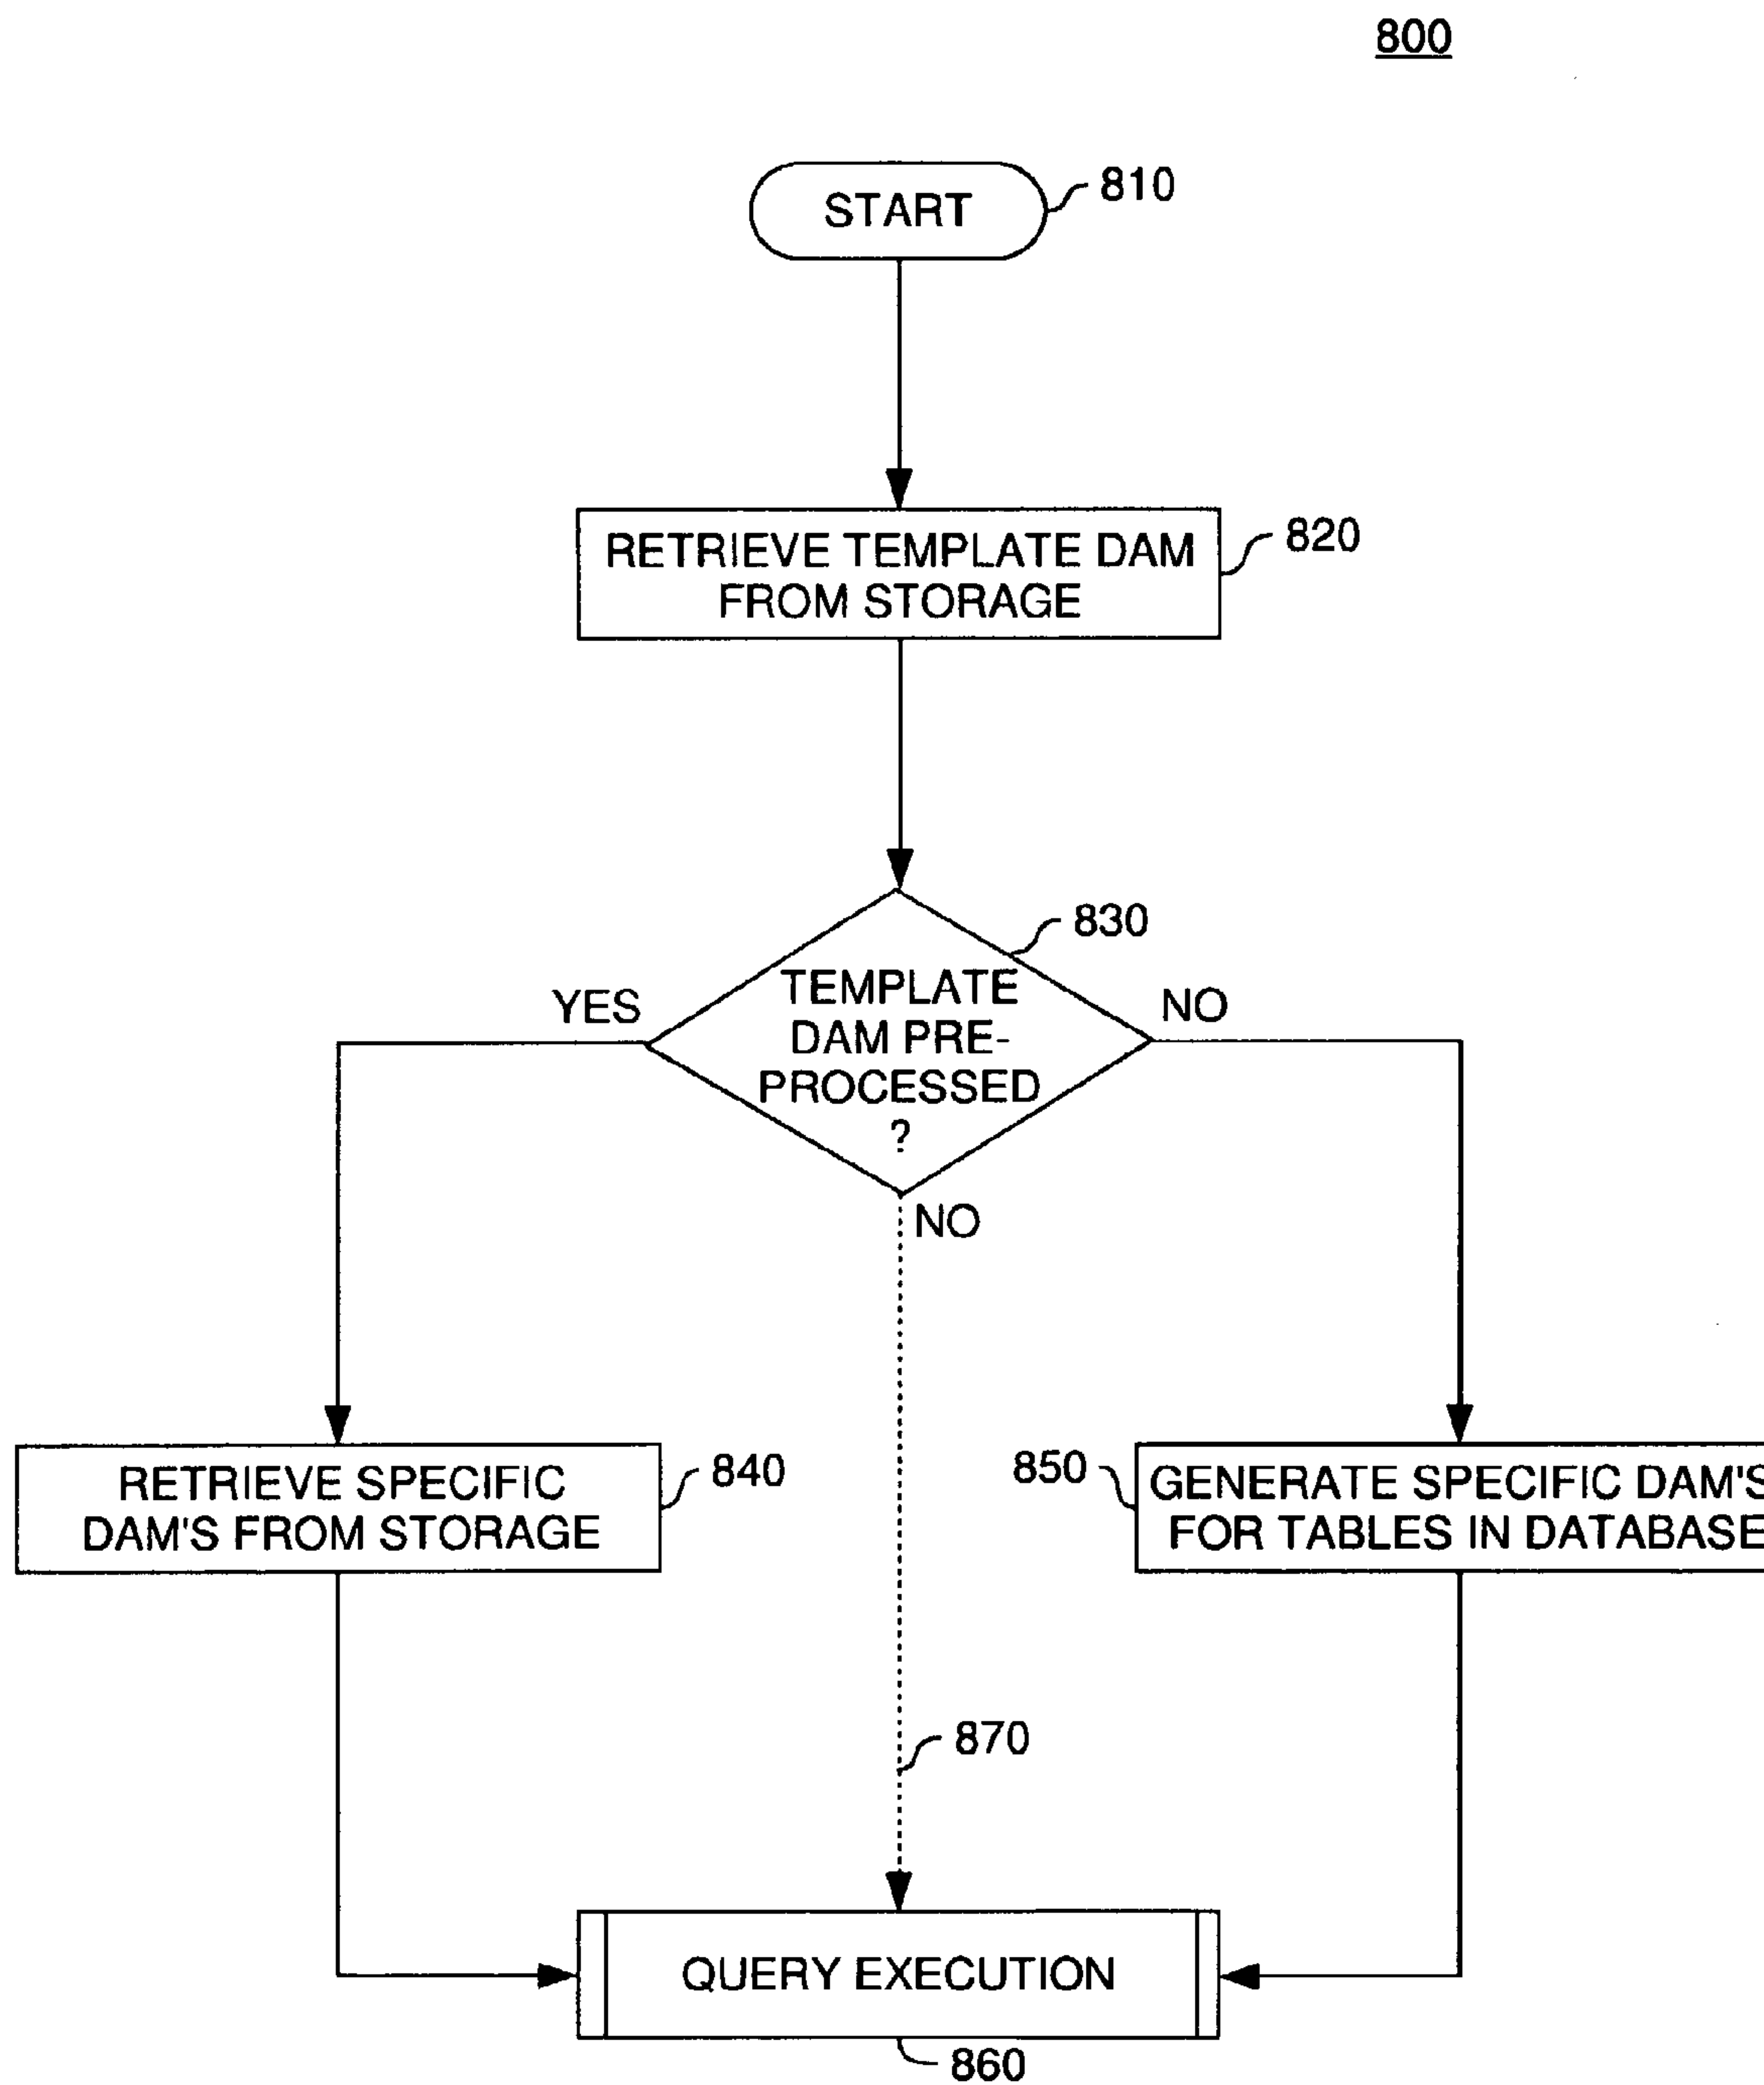 800
START
810
RETRIEVE TEMPLATE DAM
FROM STORAGE
820
830
TEMPLATE
DAM PRE-
PROCESSED
?
YES
NO
NO
RETRIEVE SPECIFIC
DAM'S FROM STORAGE
840
850
GENERATE SPECIFIC DAM'S
FOR TABLES IN DATABASE
870
QUERY EXECUTION
860